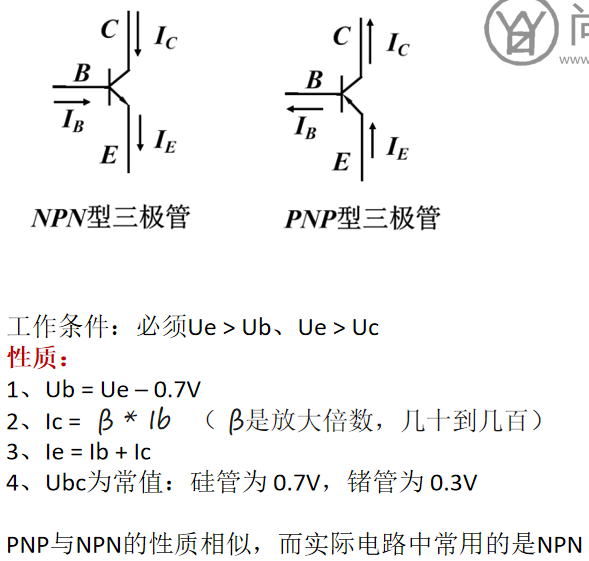 C I_C C I_C
B B
I_B I_E I_B I_E
E E
NPN型三极管 PNP型三极管
www.
工作条件：必须Ue > Ub、Ue > Uc
性质：
1、Ub = Ue – 0.7V
2、Ic = β * Ib （ β是放大倍数，几十到几百）
3、Ie = Ib + Ic
4、Ubc为常值：硅管为 0.7V，锗管为 0.3V
PNP与NPN的性质相似，而实际电路中常用的是NPN